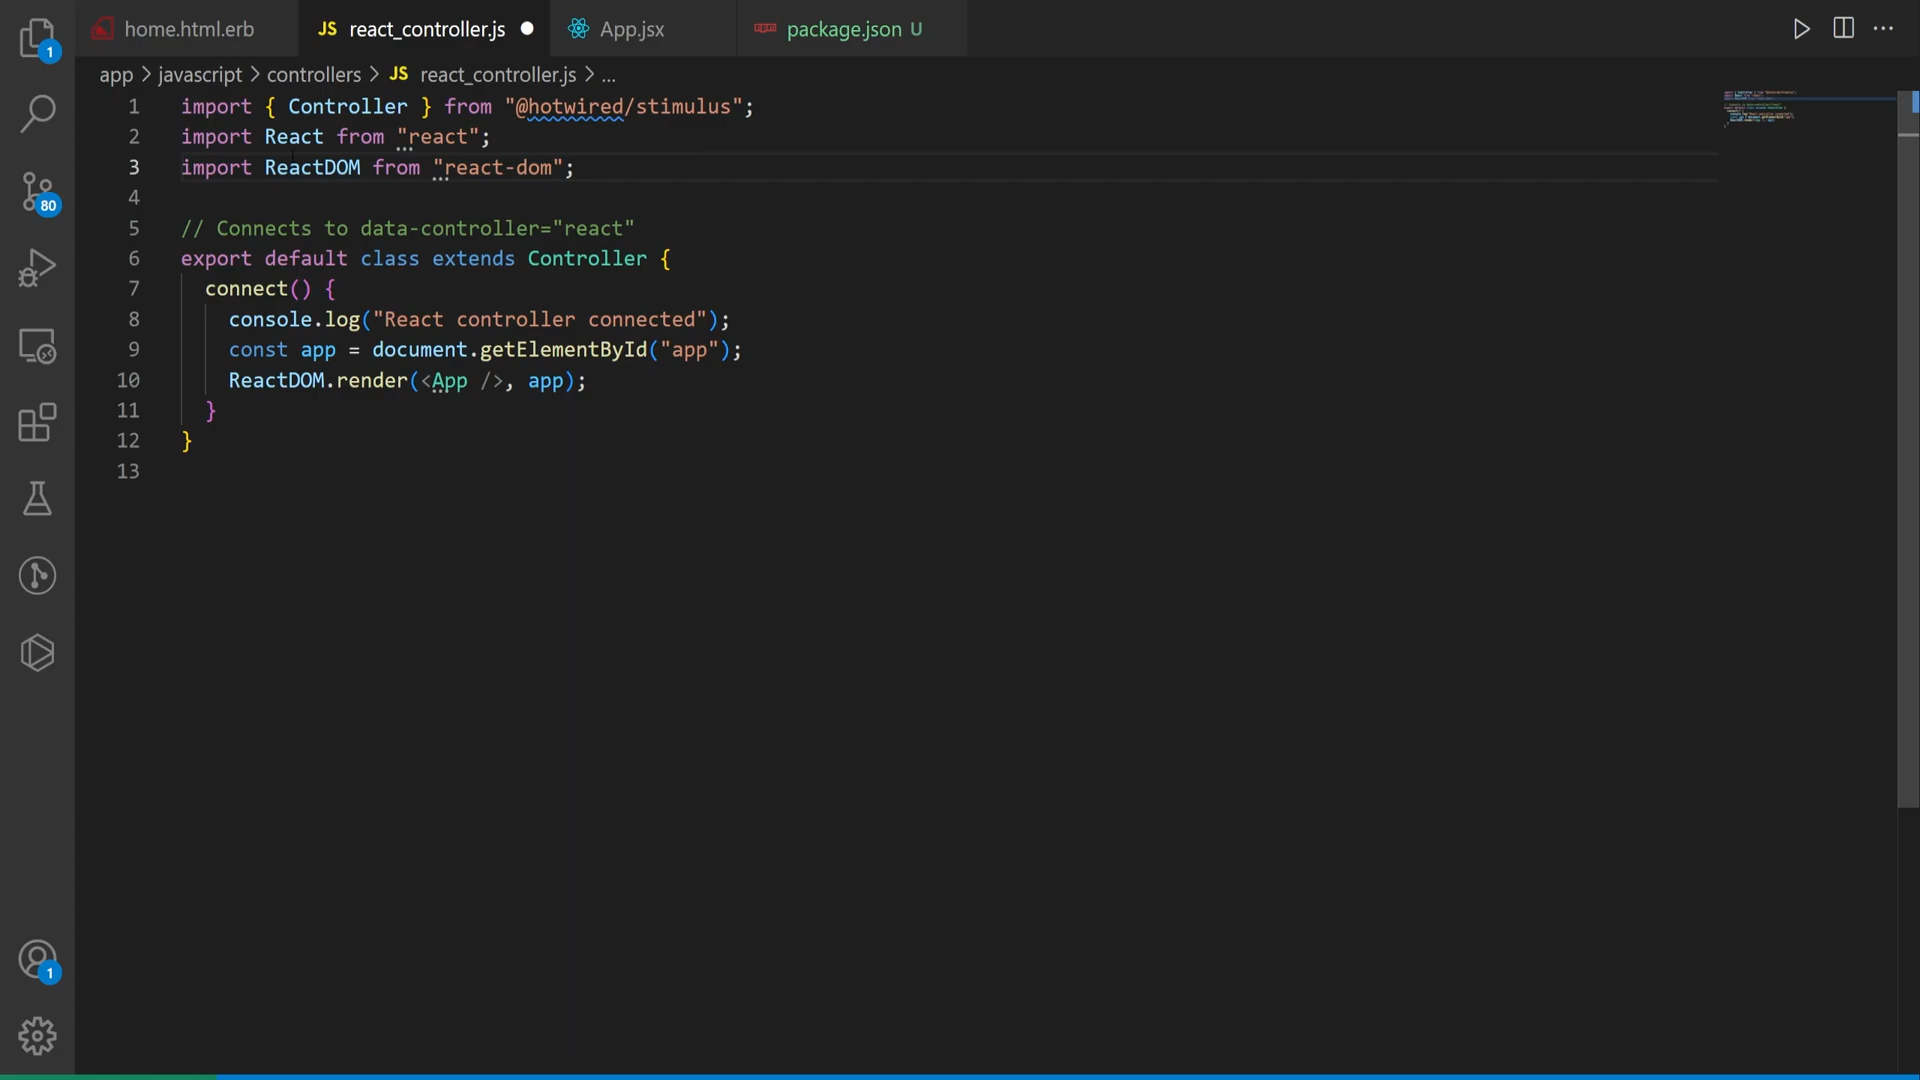 home.html.erb
JS react_controller.js
App.jsx
package.json U
app > javascript > controllers > JS react_controller.js > ...
1 import { Controller } from "@hotwired/stimulus";
2 import React from "react";
3 import ReactDOM from "react-dom";
4
5 // Connects to data-controller="react"
6 export default class extends Controller {
7 connect() {
8 console.log("React controller connected");
9 const app = document.getElementById("app");
10 ReactDOM.render(<App />, app);
11 }
12 }
13
1
80
1